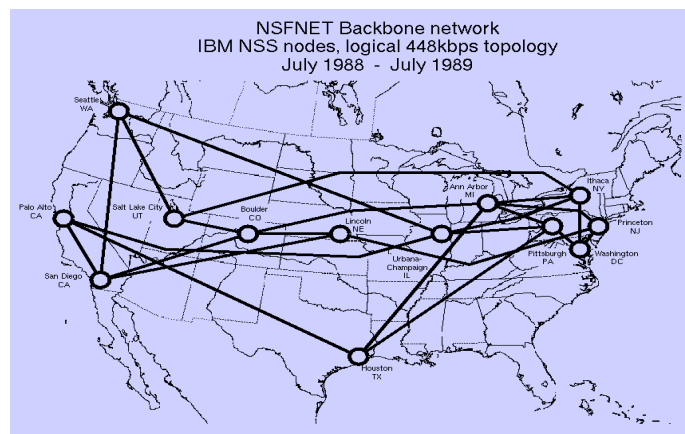 NSFNET Backbone network
IBM NSS nodes, logical 448kbps topology
July 1988 - July 1989
Seattle
WA
Ithaca
NY
Ann Arbor
MI
Palo Alto
CA
Salt Lake City
UT
Boulder
CO
Lincoln
NE
Princeton
NJ
Urbana-
Champaign
IL
Pittsburgh
PA
Washington
DC
San Diego
CA
Houston
TX